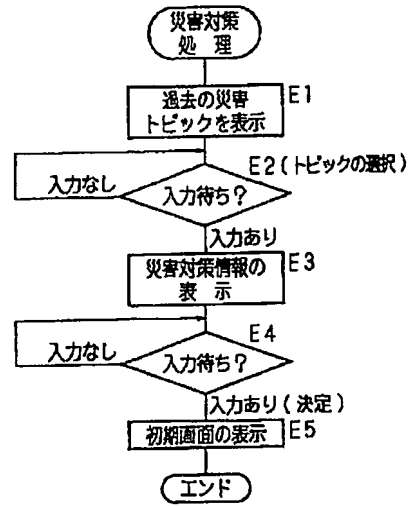 災害対策
処 理
過去の災害
トピックを表示
E1
E2(トピックの選択)
入力なし
入力待ち?
入力あり
災害対策情報の
表 示
E3
E4
入力なし
入力待ち?
入力あり(決定)
初期画面の表示
E5
エンド